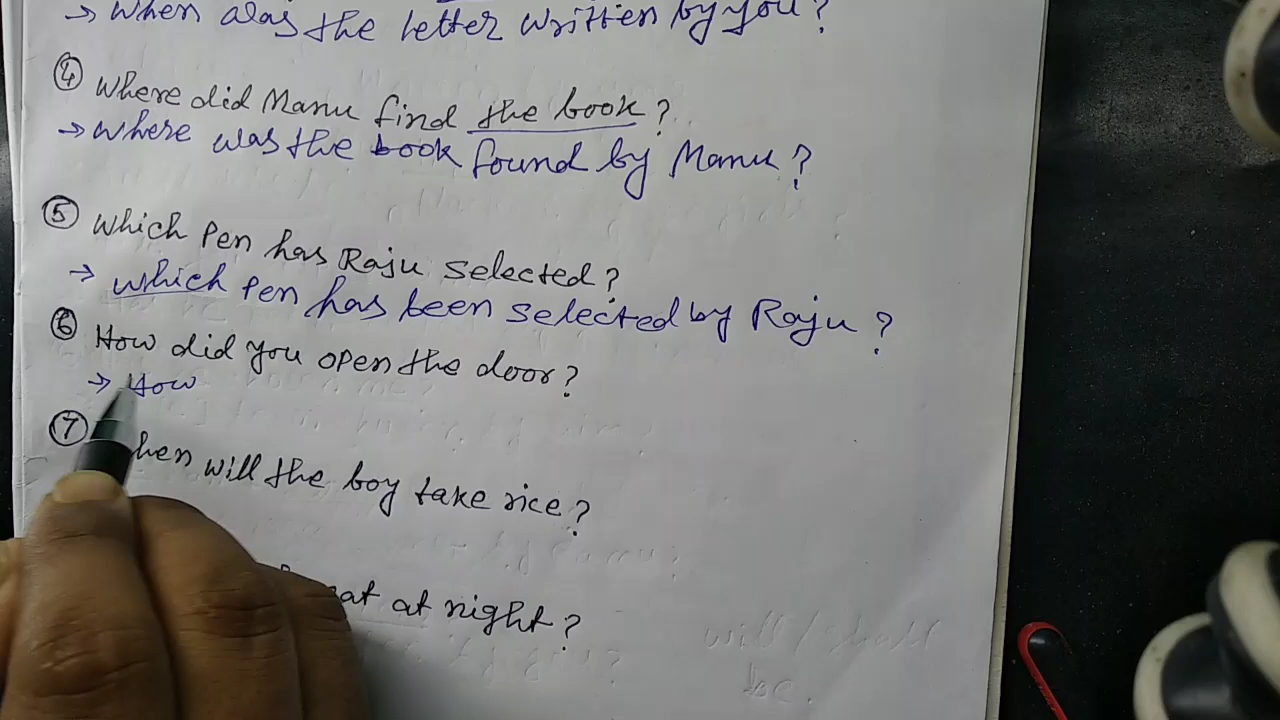 → When was the letter written by you?
④ Where did Manu find the book?
→ Where was the book found by Manu?
⑤ Which Pen has Raju selected?
→ Which Pen has been selected by Raju?
⑥ How did you open the door?
→ How
⑦ When will the boy take rice?
at night?